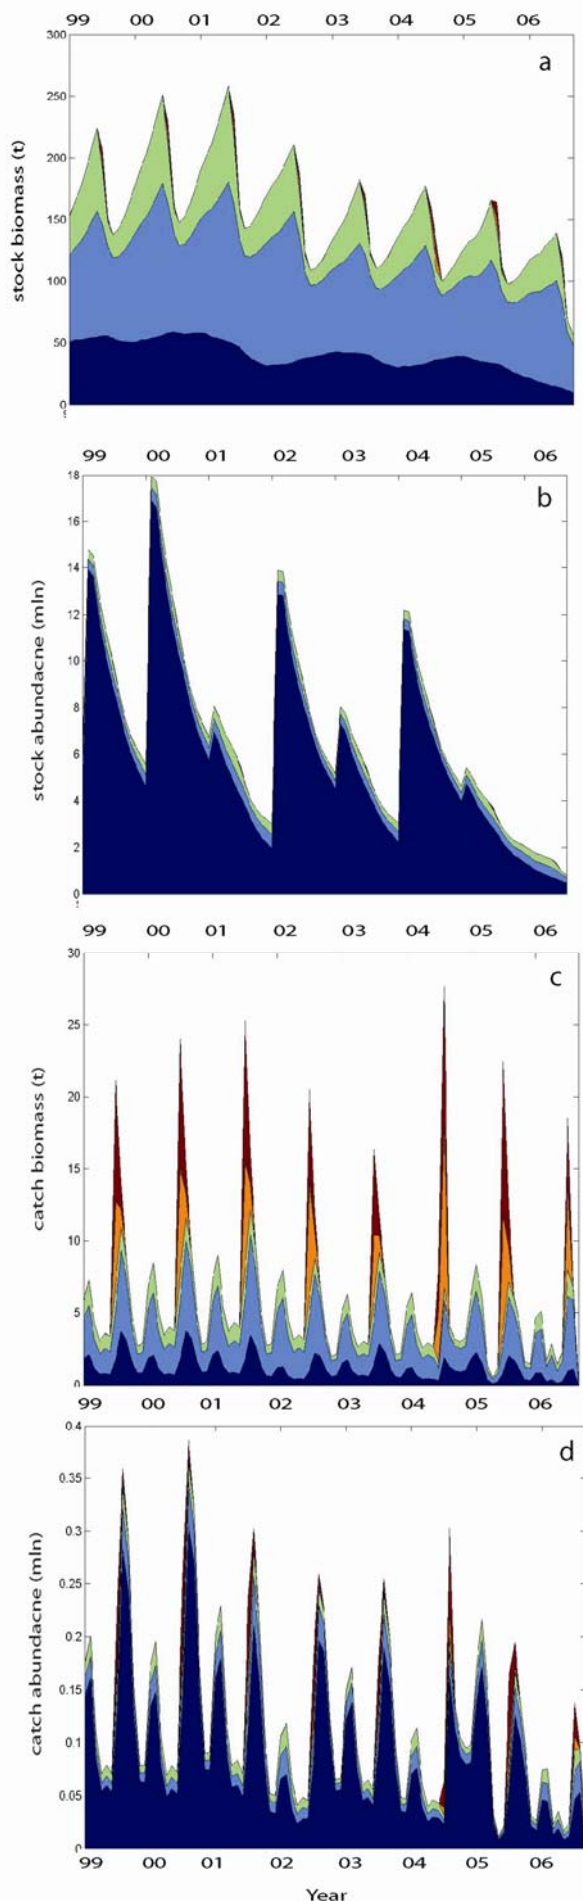 99 00 01 02 03 04 05 06
a
300
250
200
150
100
50
0
stock biomass (t)
99 00 01 02 03 04 05 06
b
18
16
14
12
10
8
6
4
2
0
stock abundacne (mln)
99 00 01 02 03 04 05 06
c
30
25
20
15
10
5
0
catch biomass (t)
99 00 01 02 03 04 05 06
d
0.4
0.35
0.3
0.25
0.2
0.15
0.1
0.05
0
catch abundacne (mln)
99 00 01 02 03 04 05 06
Year